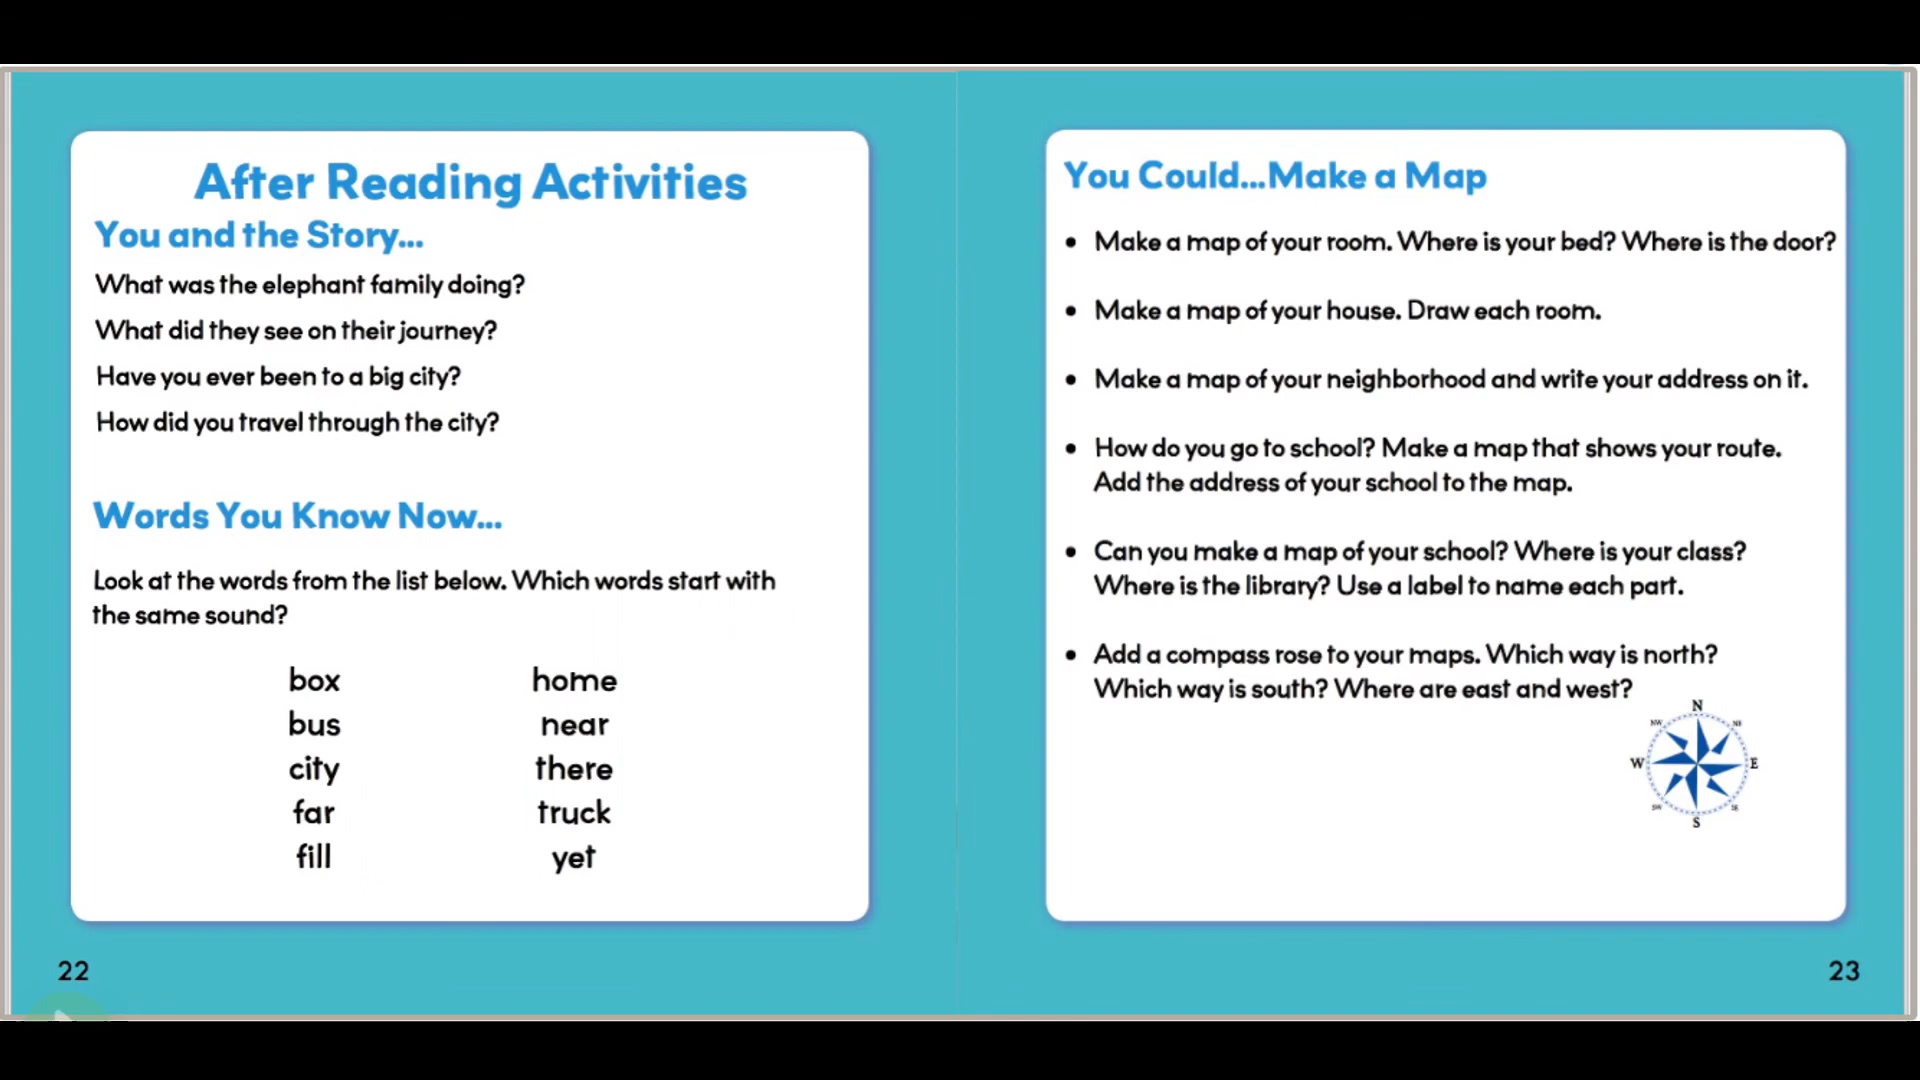 After Reading Activities
You and the Story...
What was the elephant family doing?
What did they see on their journey?
Have you ever been to a big city?
How did you travel through the city?
Words You Know Now...
Look at the words from the list below. Which words start with
the same sound?
box
bus
city
far
fill
home
near
there
truck
yet
22
You Could...Make a Map
• Make a map of your room. Where is your bed? Where is the door?
• Make a map of your house. Draw each room.
• Make a map of your neighborhood and write your address on it.
• How do you go to school? Make a map that shows your route.
Add the address of your school to the map.
• Can you make a map of your school? Where is your class?
Where is the library? Use a label to name each part.
• Add a compass rose to your maps. Which way is north?
Which way is south? Where are east and west?
N
NW NE
W E
SW SE
S
23